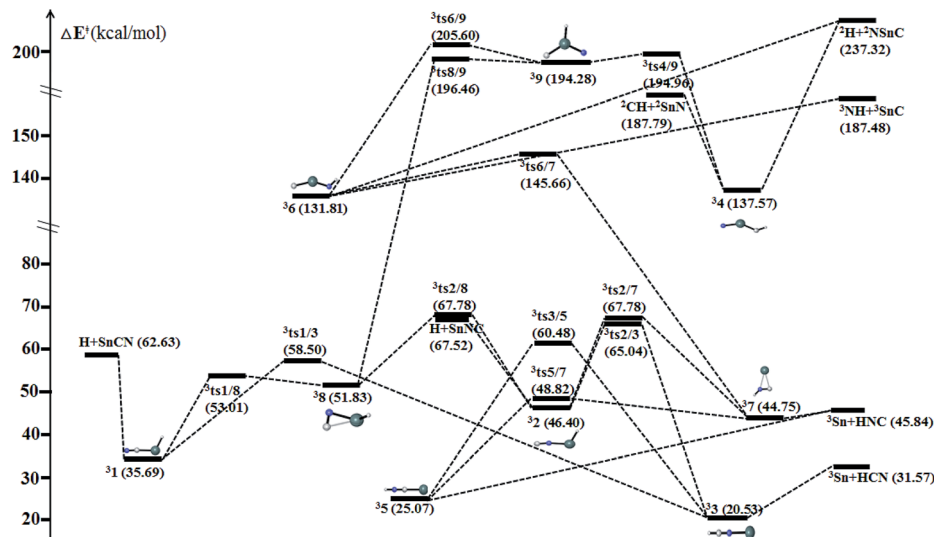 ΔE‡(kcal/mol)
200
150
140
80
70
60
50
40
30
20
³ts6/9
(205.60)
³ts8/9
(196.46)
³9 (194.28)
³ts4/9
(194.96)
²CH+²SnN
(187.79)
²H+²NSnC
(237.32)
³NH+³SnC
(187.48)
³6 (131.81)
³ts6/7
(145.66)
³4 (137.57)
H+SnCN (62.63)
³ts1/3
(58.50)
³ts1/8
(53.01)
³1 (35.69)
³8 (51.83)
³ts2/8
(67.78)
H+SnNC
(67.52)
³ts3/5
(60.48)
³ts5/7
(48.82)
³2 (46.40)
³ts2/7
(67.78)
³ts2/3
(65.04)
³7 (44.75)
³Sn+HNC (45.84)
³Sn+HCN (31.57)
³5 (25.07)
³3 (20.53)